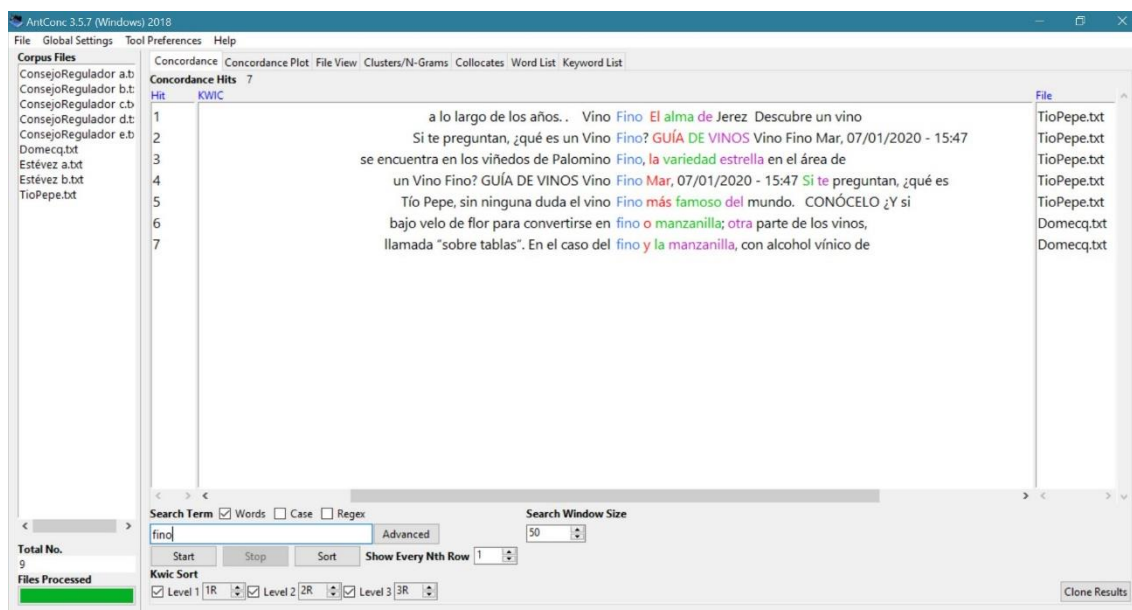 AntConc 3.5.7 (Windows) 2018
File Global Settings Tool Preferences Help
Corpus Files
ConsejoRegulador a.t
ConsejoRegulador b.t
ConsejoRegulador c.t
ConsejoRegulador d.t
ConsejoRegulador e.t
Domecq.txt
Estévez a.txt
Estévez b.txt
TioPepe.txt
Concordance Concordance Plot File View Clusters/N-Grams Collocates Word List Keyword List
Concordance Hits 7
Hit KWIC File
1 a lo largo de los años. . Vino Fino El alma de Jerez Descubre un vino TioPepe.txt
2 Si te preguntan, ¿qué es un Vino Fino? GUÍA DE VINOS Vino Fino Mar, 07/01/2020 - 15:47 TioPepe.txt
3 se encuentra en los viñedos de Palomino Fino, la variedad estrella en el área de TioPepe.txt
4 un Vino Fino? GUÍA DE VINOS Vino Fino Mar, 07/01/2020 - 15:47 Si te preguntan, ¿qué es TioPepe.txt
5 Tío Pepe, sin ninguna duda el vino Fino más famoso del mundo. CONÓCELO ¿Y si TioPepe.txt
6 bajo velo de flor para convertirse en fino o manzanilla; otra parte de los vinos, Domecq.txt
7 llamada "sobre tablas". En el caso del fino y la manzanilla, con alcohol vínico de Domecq.txt
Search Term Words Case Regex Search Window Size
fino Advanced 50
Start Stop Sort Show Every Nth Row 1
Total No.
9
Files Processed
Kwic Sort
Level 1 1R Level 2 2R Level 3 3R Clone Results